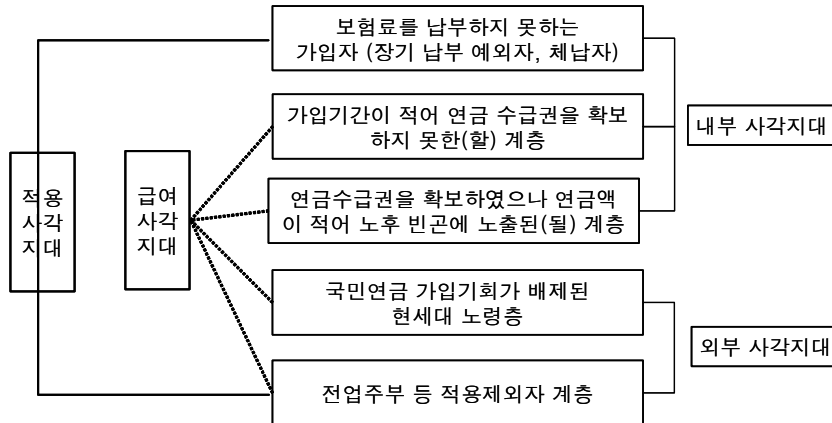 보험료를 납부하지 못하는
가입자 (장기 납부 예외자, 체납자)
가입기간이 적어 연금 수급권을 확보
하지 못한(할) 계층
내부 사각지대
적용
사각
지대
급여
사각
지대
연금수급권을 확보하였으나 연금액
이 적어 노후 빈곤에 노출된(될) 계층
국민연금 가입기회가 배제된
현세대 노령층
외부 사각지대
전업주부 등 적용제외자 계층